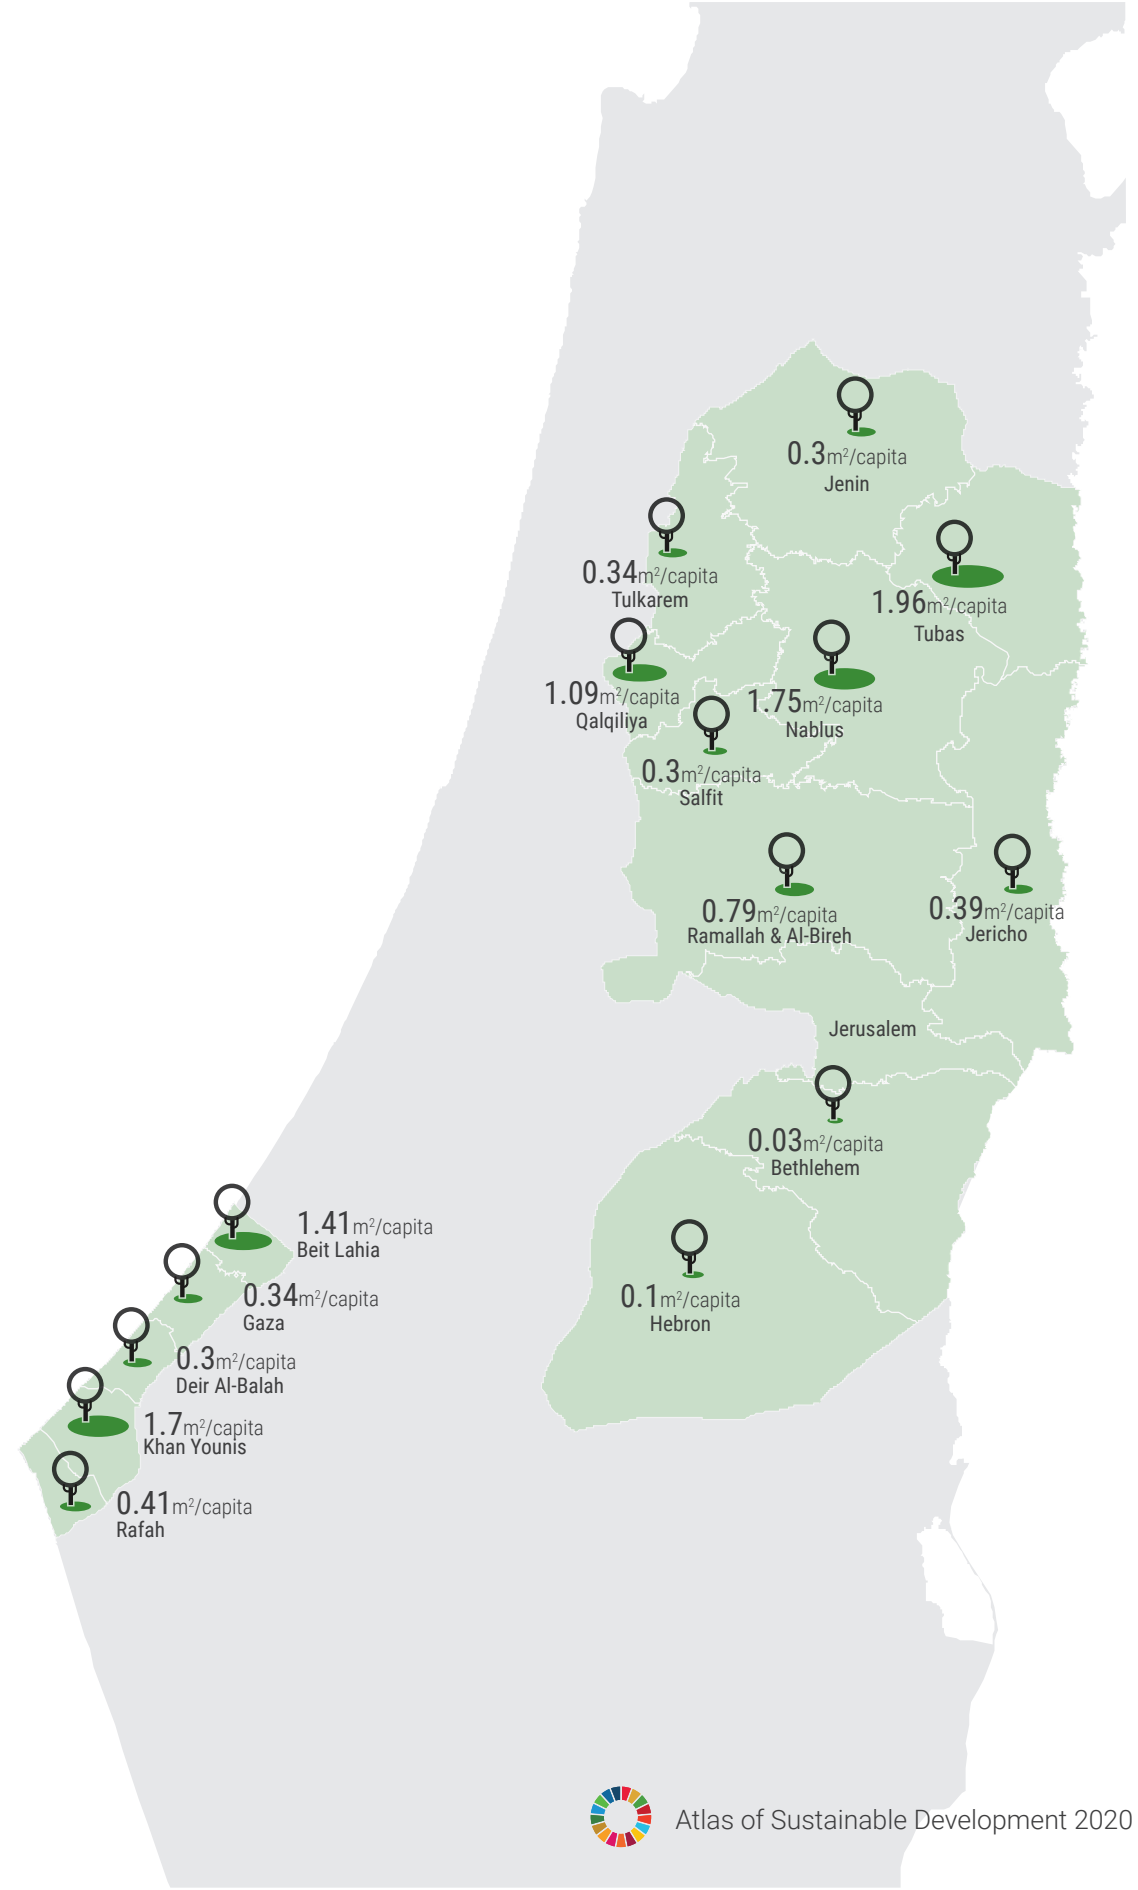 0.3m²/capita
Jenin
0.34m²/capita
Tulkarem
1.96m²/capita
Tubas
1.09m²/capita
Qalqiliya
1.75m²/capita
Nablus
0.3m²/capita
Salfit
0.79m²/capita
Ramallah & Al-Bireh
0.39m²/capita
Jericho
Jerusalem
0.03m²/capita
Bethlehem
1.41m²/capita
Beit Lahia
0.34m²/capita
Gaza
0.1m²/capita
Hebron
0.3m²/capita
Deir Al-Balah
1.7m²/capita
Khan Younis
0.41m²/capita
Rafah
Atlas of Sustainable Development 2020